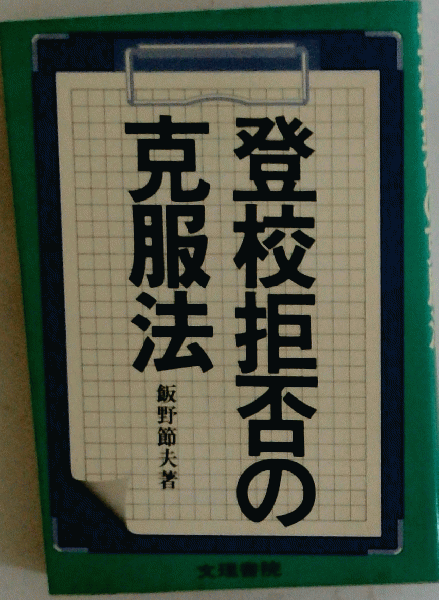 登校拒否の
克服法
飯野節夫著
文理書院